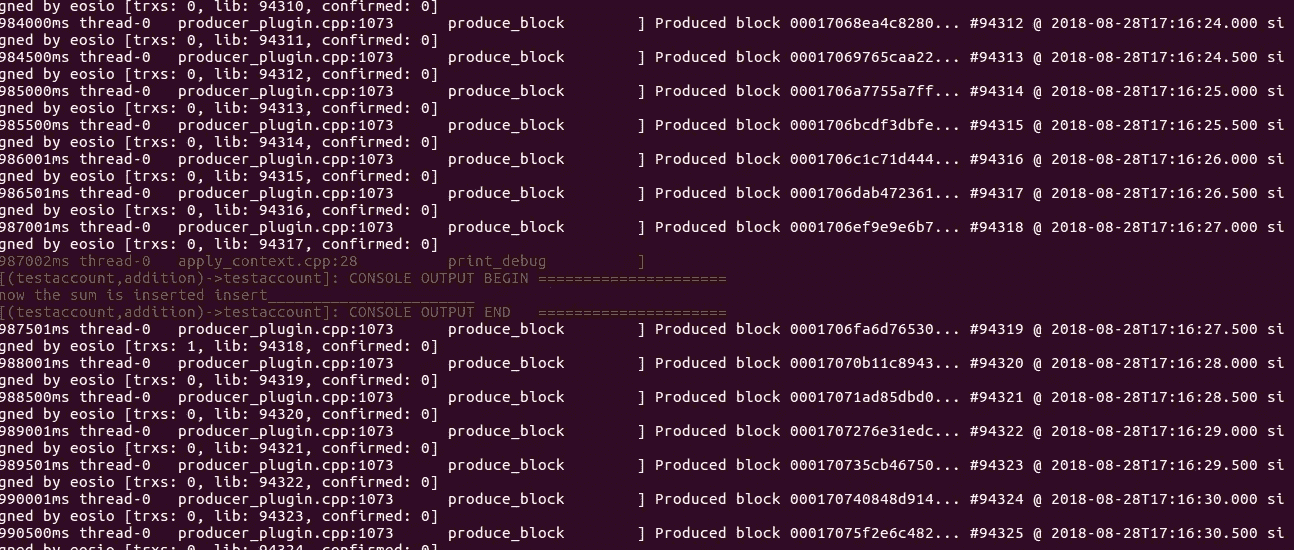 gned by eosio [trxs: 0, lib: 94310, confirmed: 0]
984000ms thread-0   producer_plugin.cpp:1073      produce_block        ] Produced block 00017068ea4c8280... #94312 @ 2018-08-28T17:16:24.000 si
gned by eosio [trxs: 0, lib: 94311, confirmed: 0]
984500ms thread-0   producer_plugin.cpp:1073      produce_block        ] Produced block 00017069765caa22... #94313 @ 2018-08-28T17:16:24.500 si
gned by eosio [trxs: 0, lib: 94312, confirmed: 0]
985000ms thread-0   producer_plugin.cpp:1073      produce_block        ] Produced block 0001706a7755a7ff... #94314 @ 2018-08-28T17:16:25.000 si
gned by eosio [trxs: 0, lib: 94313, confirmed: 0]
985500ms thread-0   producer_plugin.cpp:1073      produce_block        ] Produced block 0001706bcdf3dbfe... #94315 @ 2018-08-28T17:16:25.500 si
gned by eosio [trxs: 0, lib: 94314, confirmed: 0]
986001ms thread-0   producer_plugin.cpp:1073      produce_block        ] Produced block 0001706c1c71d444... #94316 @ 2018-08-28T17:16:26.000 si
gned by eosio [trxs: 0, lib: 94315, confirmed: 0]
986501ms thread-0   producer_plugin.cpp:1073      produce_block        ] Produced block 0001706dab472361... #94317 @ 2018-08-28T17:16:26.500 si
gned by eosio [trxs: 0, lib: 94316, confirmed: 0]
987001ms thread-0   producer_plugin.cpp:1073      produce_block        ] Produced block 0001706ef9e9e6b7... #94318 @ 2018-08-28T17:16:27.000 si
gned by eosio [trxs: 0, lib: 94317, confirmed: 0]
987002ms thread-0   apply_context.cpp:28          print_debug          ]
[(testaccount,addition)->testaccount]: CONSOLE OUTPUT BEGIN =====================
now the sum is inserted insert_______________________
[(testaccount,addition)->testaccount]: CONSOLE OUTPUT END   =====================
987501ms thread-0   producer_plugin.cpp:1073      produce_block        ] Produced block 0001706fa6d76530... #94319 @ 2018-08-28T17:16:27.500 si
gned by eosio [trxs: 1, lib: 94318, confirmed: 0]
988001ms thread-0   producer_plugin.cpp:1073      produce_block        ] Produced block 00017070b11c8943... #94320 @ 2018-08-28T17:16:28.000 si
gned by eosio [trxs: 0, lib: 94319, confirmed: 0]
988500ms thread-0   producer_plugin.cpp:1073      produce_block        ] Produced block 00017071ad85dbd0... #94321 @ 2018-08-28T17:16:28.500 si
gned by eosio [trxs: 0, lib: 94320, confirmed: 0]
989001ms thread-0   producer_plugin.cpp:1073      produce_block        ] Produced block 0001707276e31edc... #94322 @ 2018-08-28T17:16:29.000 si
gned by eosio [trxs: 0, lib: 94321, confirmed: 0]
989501ms thread-0   producer_plugin.cpp:1073      produce_block        ] Produced block 000170735cb46750... #94323 @ 2018-08-28T17:16:29.500 si
gned by eosio [trxs: 0, lib: 94322, confirmed: 0]
990001ms thread-0   producer_plugin.cpp:1073      produce_block        ] Produced block 000170740848d914... #94324 @ 2018-08-28T17:16:30.000 si
gned by eosio [trxs: 0, lib: 94323, confirmed: 0]
990500ms thread-0   producer_plugin.cpp:1073      produce_block        ] Produced block 00017075f2e6c482... #94325 @ 2018-08-28T17:16:30.500 si
gned by eosio [trxs: 0, lib: 94324, confirmed: 0]